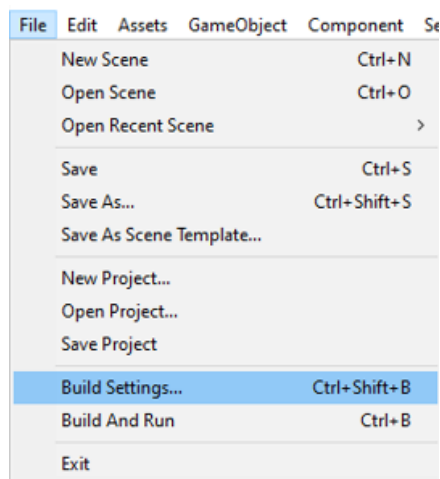 File Edit Assets GameObject Component Se
New Scene Ctrl+N
Open Scene Ctrl+O
Open Recent Scene >
Save Ctrl+S
Save As... Ctrl+Shift+S
Save As Scene Template...
New Project...
Open Project...
Save Project
Build Settings... Ctrl+Shift+B
Build And Run Ctrl+B
Exit